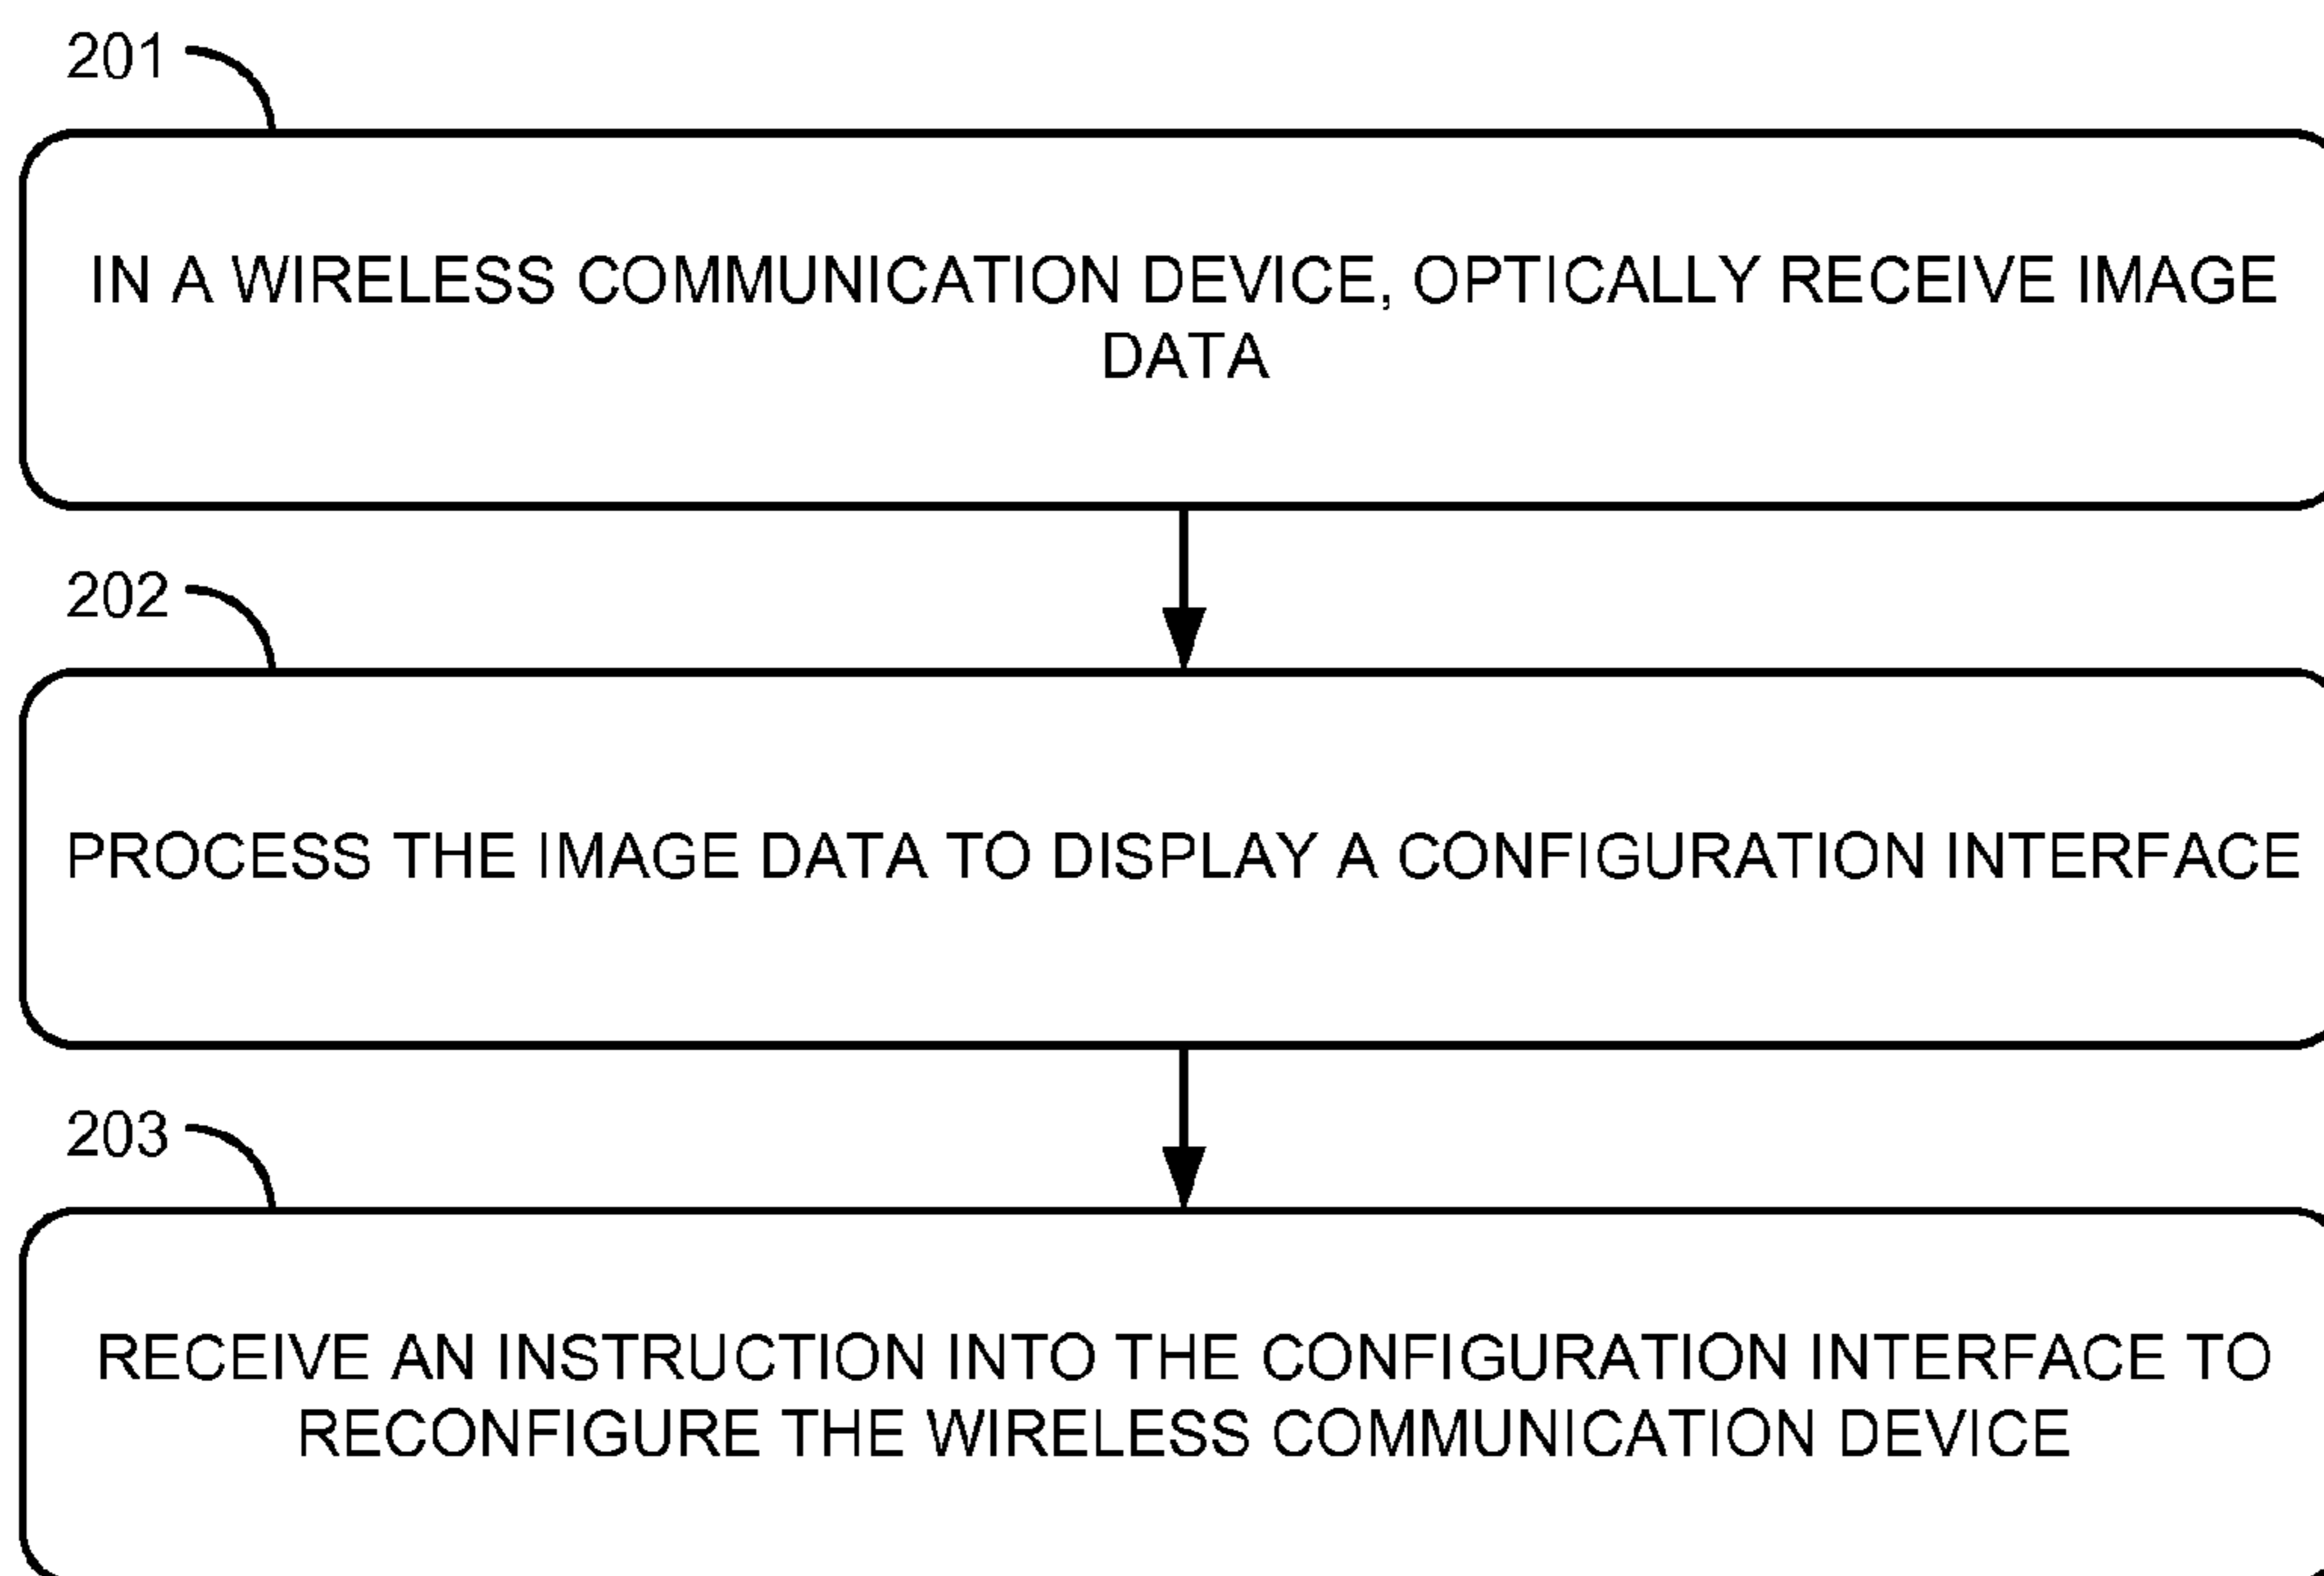 201
IN A WIRELESS COMMUNICATION DEVICE, OPTICALLY RECEIVE IMAGE
DATA
202
PROCESS THE IMAGE DATA TO DISPLAY A CONFIGURATION INTERFACE
203
RECEIVE AN INSTRUCTION INTO THE CONFIGURATION INTERFACE TO
RECONFIGURE THE WIRELESS COMMUNICATION DEVICE